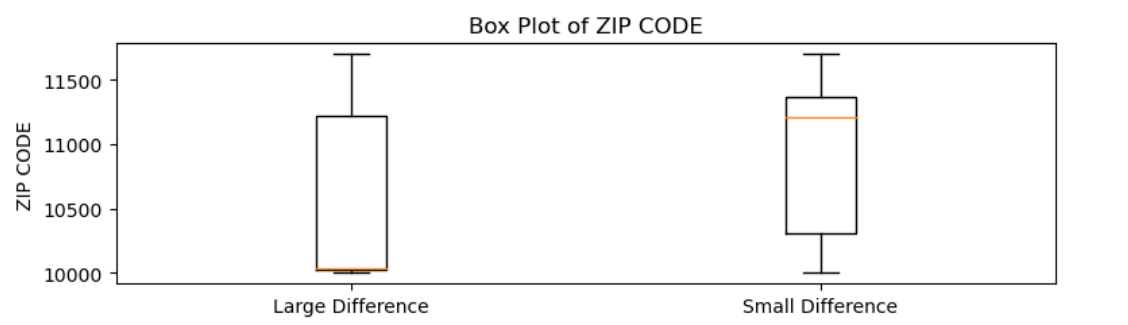 Box Plot of ZIP CODE
ZIP CODE
11500
11000
10500
10000
Large Difference
Small Difference